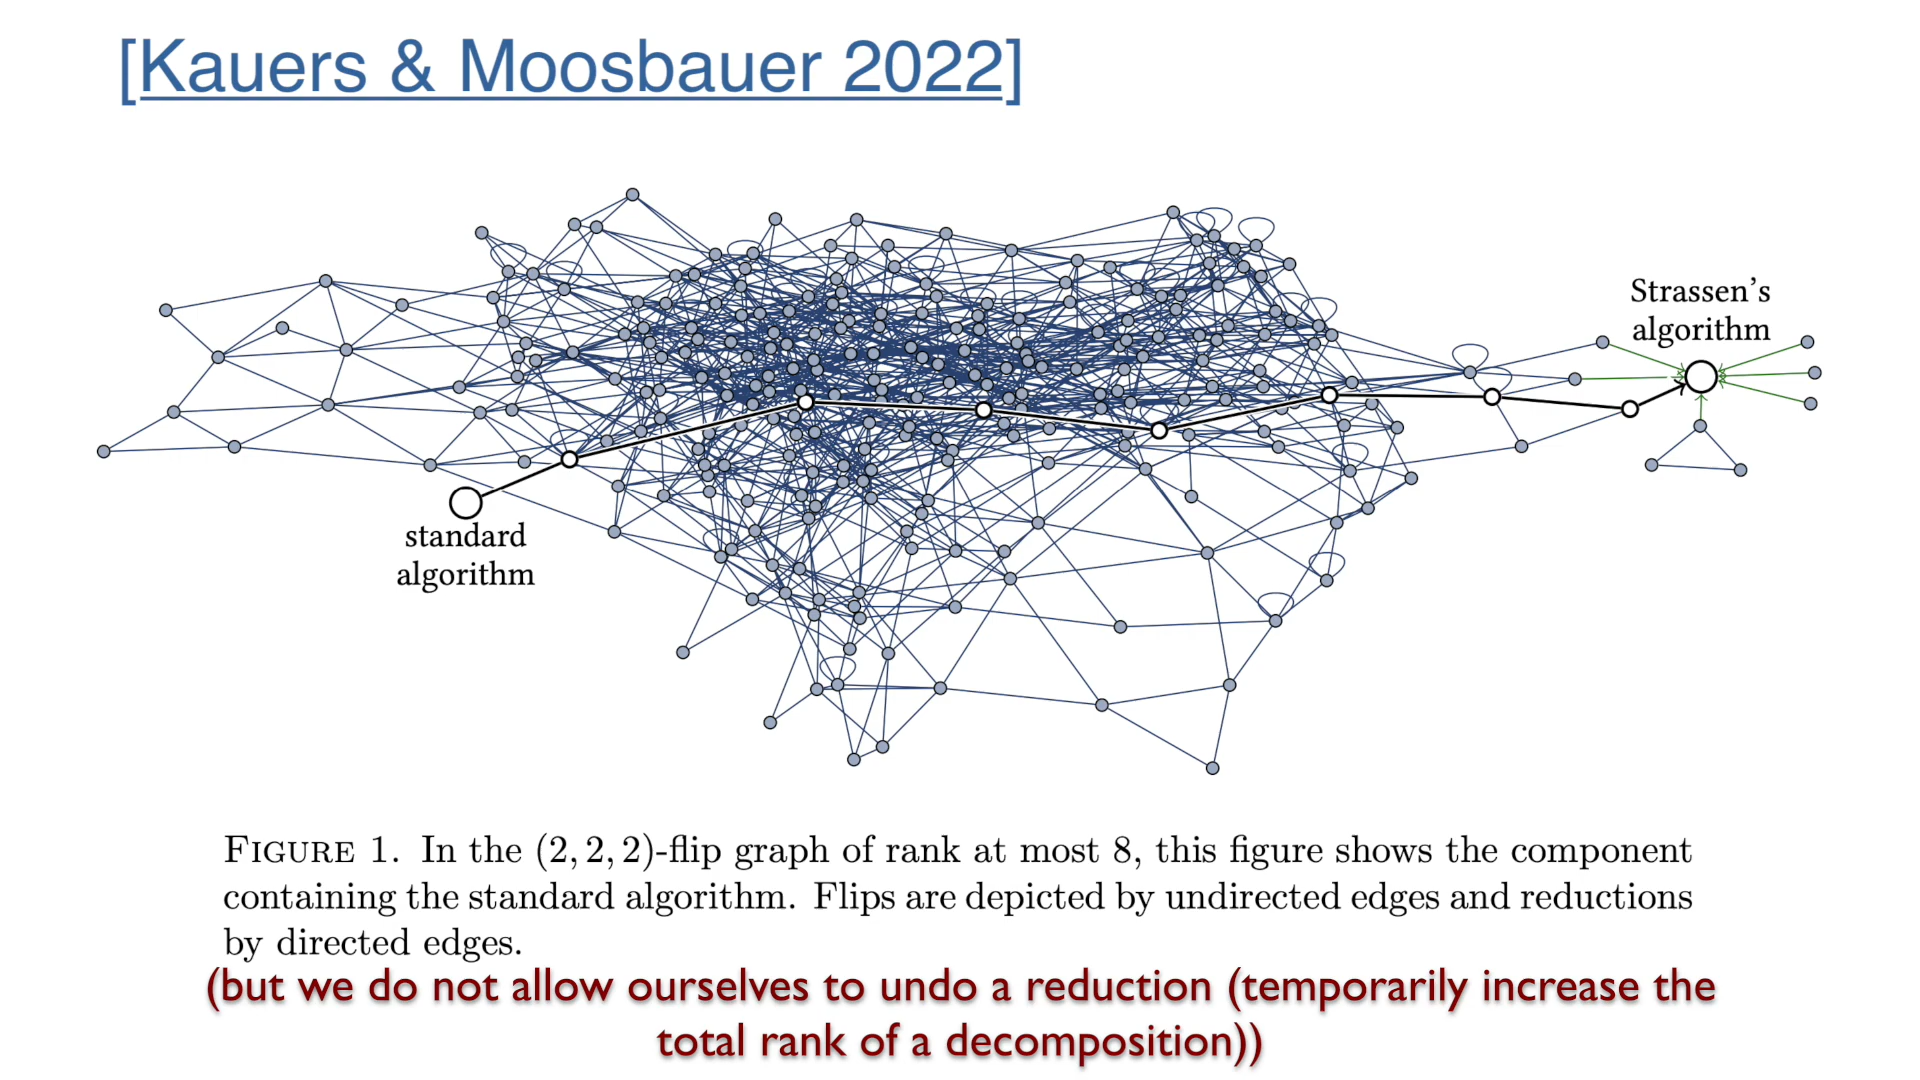 [Kauers & Moosbauer 2022]
Strassen's
algorithm
standard
algorithm
FIGURE 1. In the (2, 2, 2)-flip graph of rank at most 8, this figure shows the component
containing the standard algorithm. Flips are depicted by undirected edges and reductions
by directed edges.
(but we do not allow ourselves to undo a reduction (temporarily increase the
total rank of a decomposition))